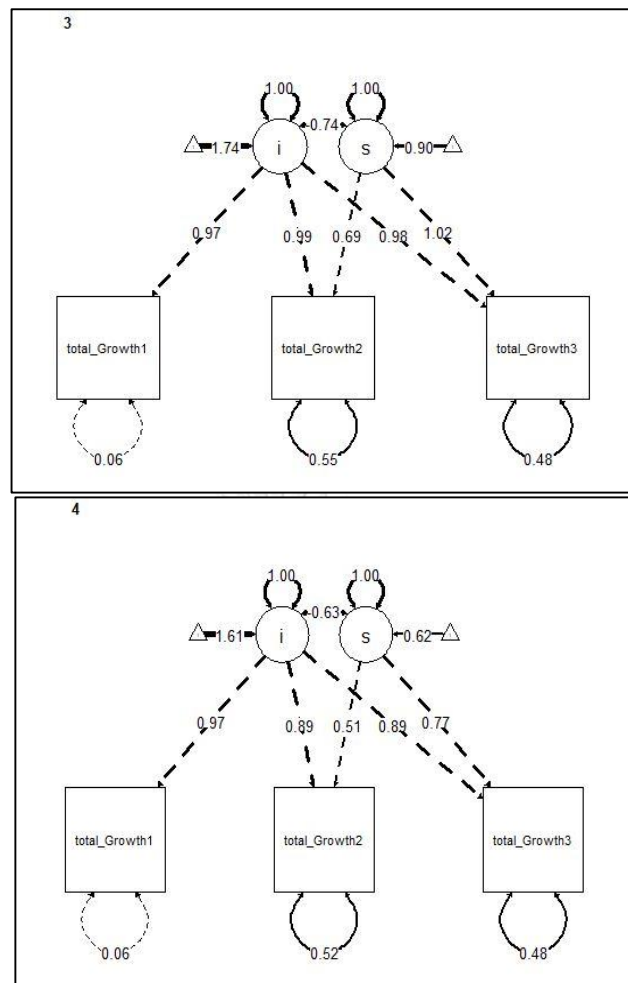 3
1.00 1.00
-0.74
1.74 i s 0.90
0.97 0.99 0.69 0.98 1.02
total_Growth1 total_Growth2 total_Growth3
0.06 0.55 0.48
4
1.00 1.00
-0.63
1.61 i s 0.62
0.97 0.89 0.51 0.89 0.77
total_Growth1 total_Growth2 total_Growth3
0.06 0.52 0.48